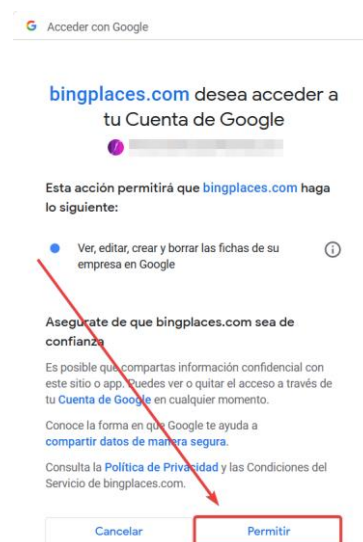 Acceder con Google
bingplaces.com desea acceder a
tu Cuenta de Google
Esta acción permitirá que bingplaces.com haga
lo siguiente:
Ver, editar, crear y borrar las fichas de su
empresa en Google
Asegúrate de que bingplaces.com sea de
confianza
Es posible que compartas información confidencial con
este sitio o app. Puedes ver o quitar el acceso a través de
tu Cuenta de Google en cualquier momento.
Conoce la forma en que Google te ayuda a
compartir datos de manera segura.
Consulta la Política de Privacidad y las Condiciones del
Servicio de bingplaces.com.
Cancelar
Permitir